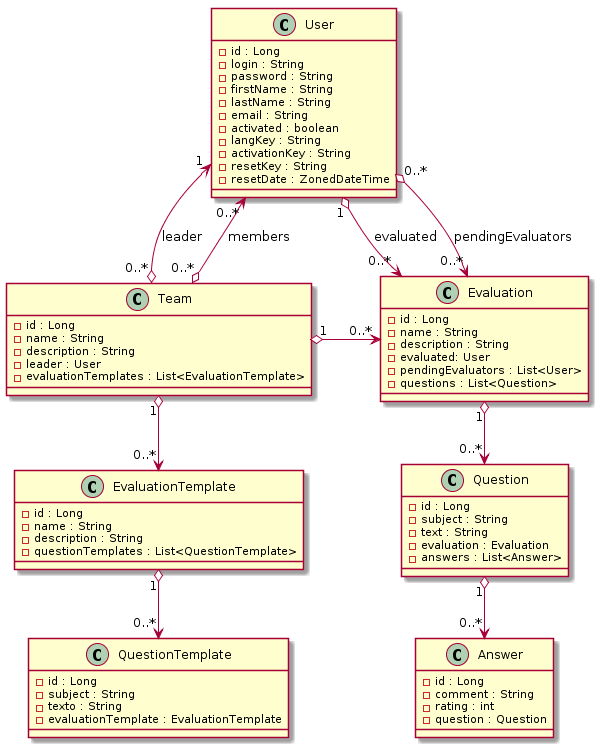 C User
id : Long
login : String
password : String
firstName : String
lastName : String
email : String
activated : boolean
langKey : String
activationKey : String
resetKey : String
resetDate : ZonedDateTime
1
0..*
1
0..*
leader
members
evaluated
pendingEvaluators
0..*
0..*
0..*
0..*
C Team
id : Long
name : String
description : String
leader : User
evaluationTemplates : List<EvaluationTemplate>
1
0..*
C Evaluation
id : Long
name : String
description : String
evaluated: User
pendingEvaluators : List<User>
questions : List<Question>
1
0..*
1
0..*
C EvaluationTemplate
id : Long
name : String
description : String
questionTemplates : List<QuestionTemplate>
C Question
id : Long
subject : String
text : String
evaluation : Evaluation
answers : List<Answer>
1
0..*
1
0..*
C QuestionTemplate
id : Long
subject : String
texto : String
evaluationTemplate : EvaluationTemplate
C Answer
id : Long
comment : String
rating : int
question : Question